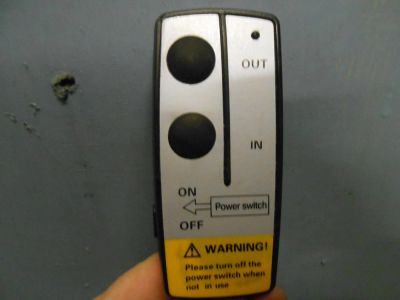 OUT
IN
ON
Power switch
OFF
WARNING!
Please turn off the
power switch when
not in use